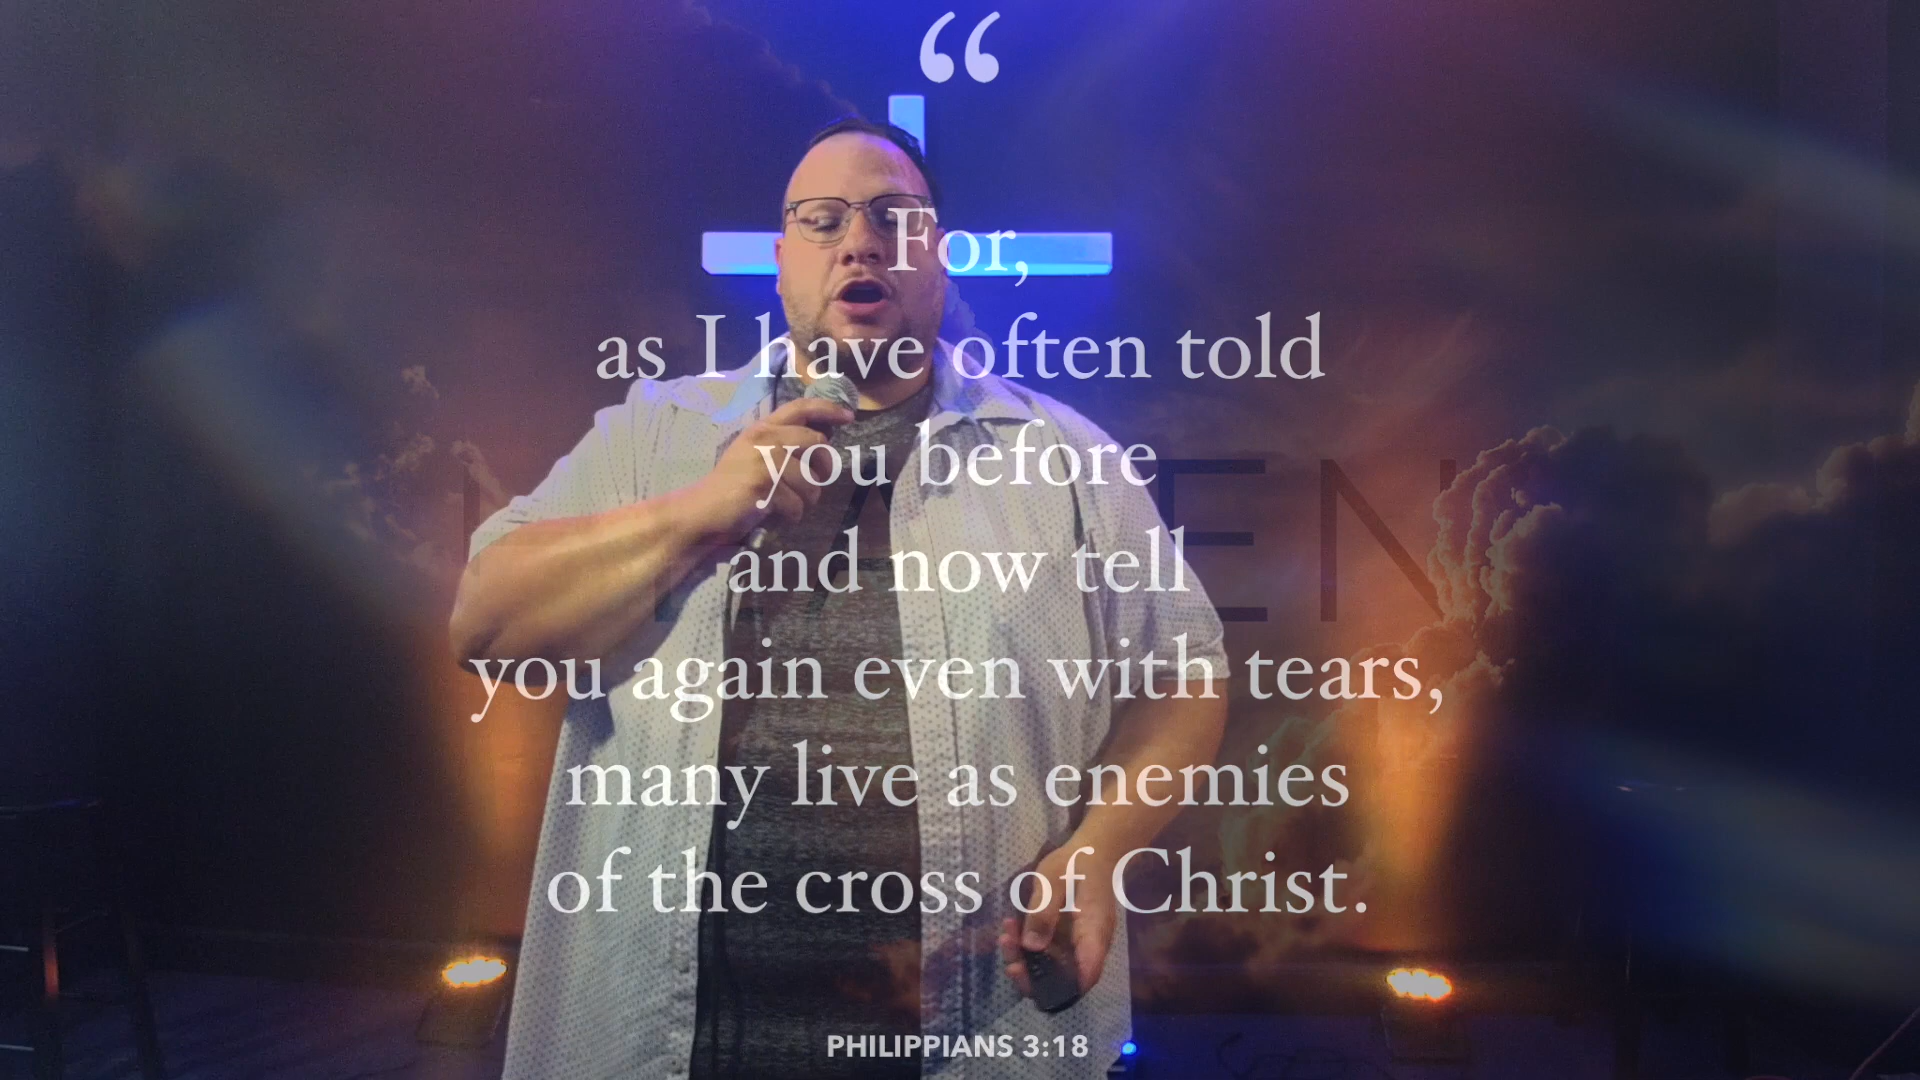 “
For,
as I have often told
you before
and now tell
you again even with tears,
many live as enemies
of the cross of Christ.
PHILIPPIANS 3:18